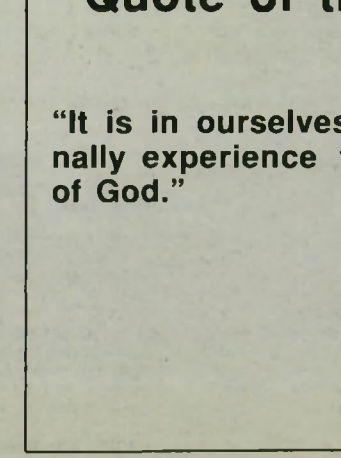 Quote of t
“It is in ourselves
nally experience
of God.”